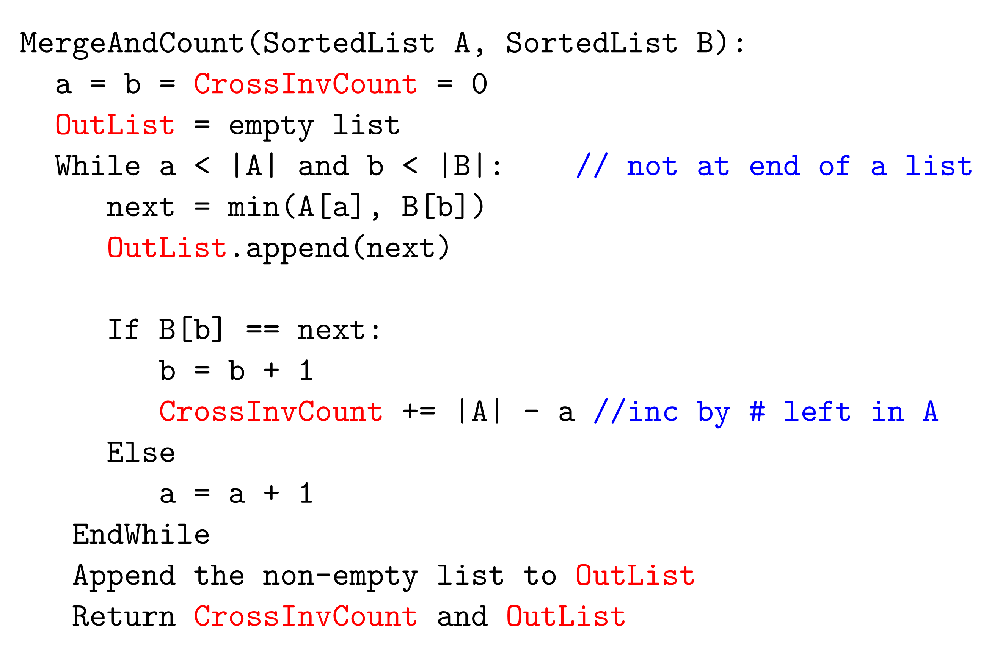 MergeAndCount(SortedList A, SortedList B):
a = b = CrossInvCount = 0
OutList = empty list
While a < |A| and b < |B|: // not at end of a list
next = min(A[a], B[b])
OutList.append(next)
If B[b] == next:
b = b + 1
CrossInvCount += |A| - a //inc by # left in A
Else
a = a + 1
EndWhile
Append the non-empty list to OutList
Return CrossInvCount and OutList